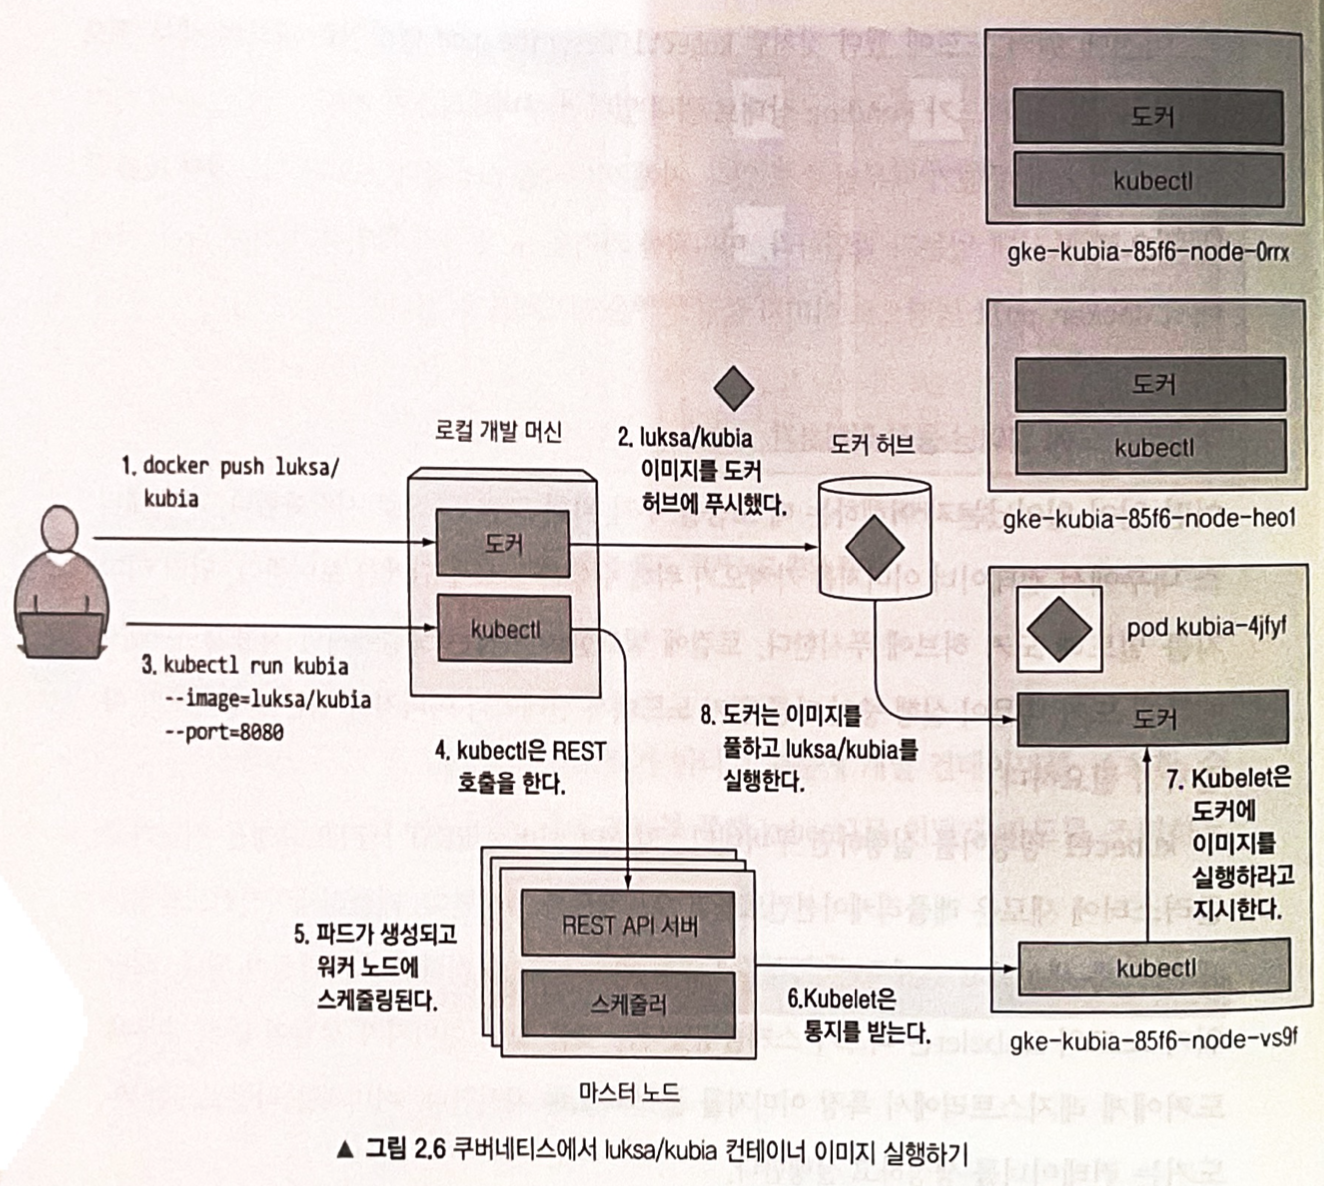 도커
kubectl
gke-kubia-85f6-node-0rrx
도커
kubectl
gke-kubia-85f6-node-heo1
로컬 개발 머신
1. docker push luksa/
kubia
2. luksa/kubia
이미지를 도커
허브에 푸시했다.
도커 허브
도커
kubectl
3. kubectl run kubia
--image=luksa/kubia
--port=8080
4. kubectl은 REST
호출을 한다.
pod kubia-4jfyf
도커
8. 도커는 이미지를
풀하고 luksa/kubia를
실행한다.
7. Kubelet은
도커에
이미지를
실행하라고
지시한다.
REST API 서버
스케줄러
5. 파드가 생성되고
워커 노드에
스케줄링된다.
6.Kubelet은
통지를 받는다.
kubectl
gke-kubia-85f6-node-vs9f
마스터 노드
▲ 그림 2.6 쿠버네티스에서 luksa/kubia 컨테이너 이미지 실행하기